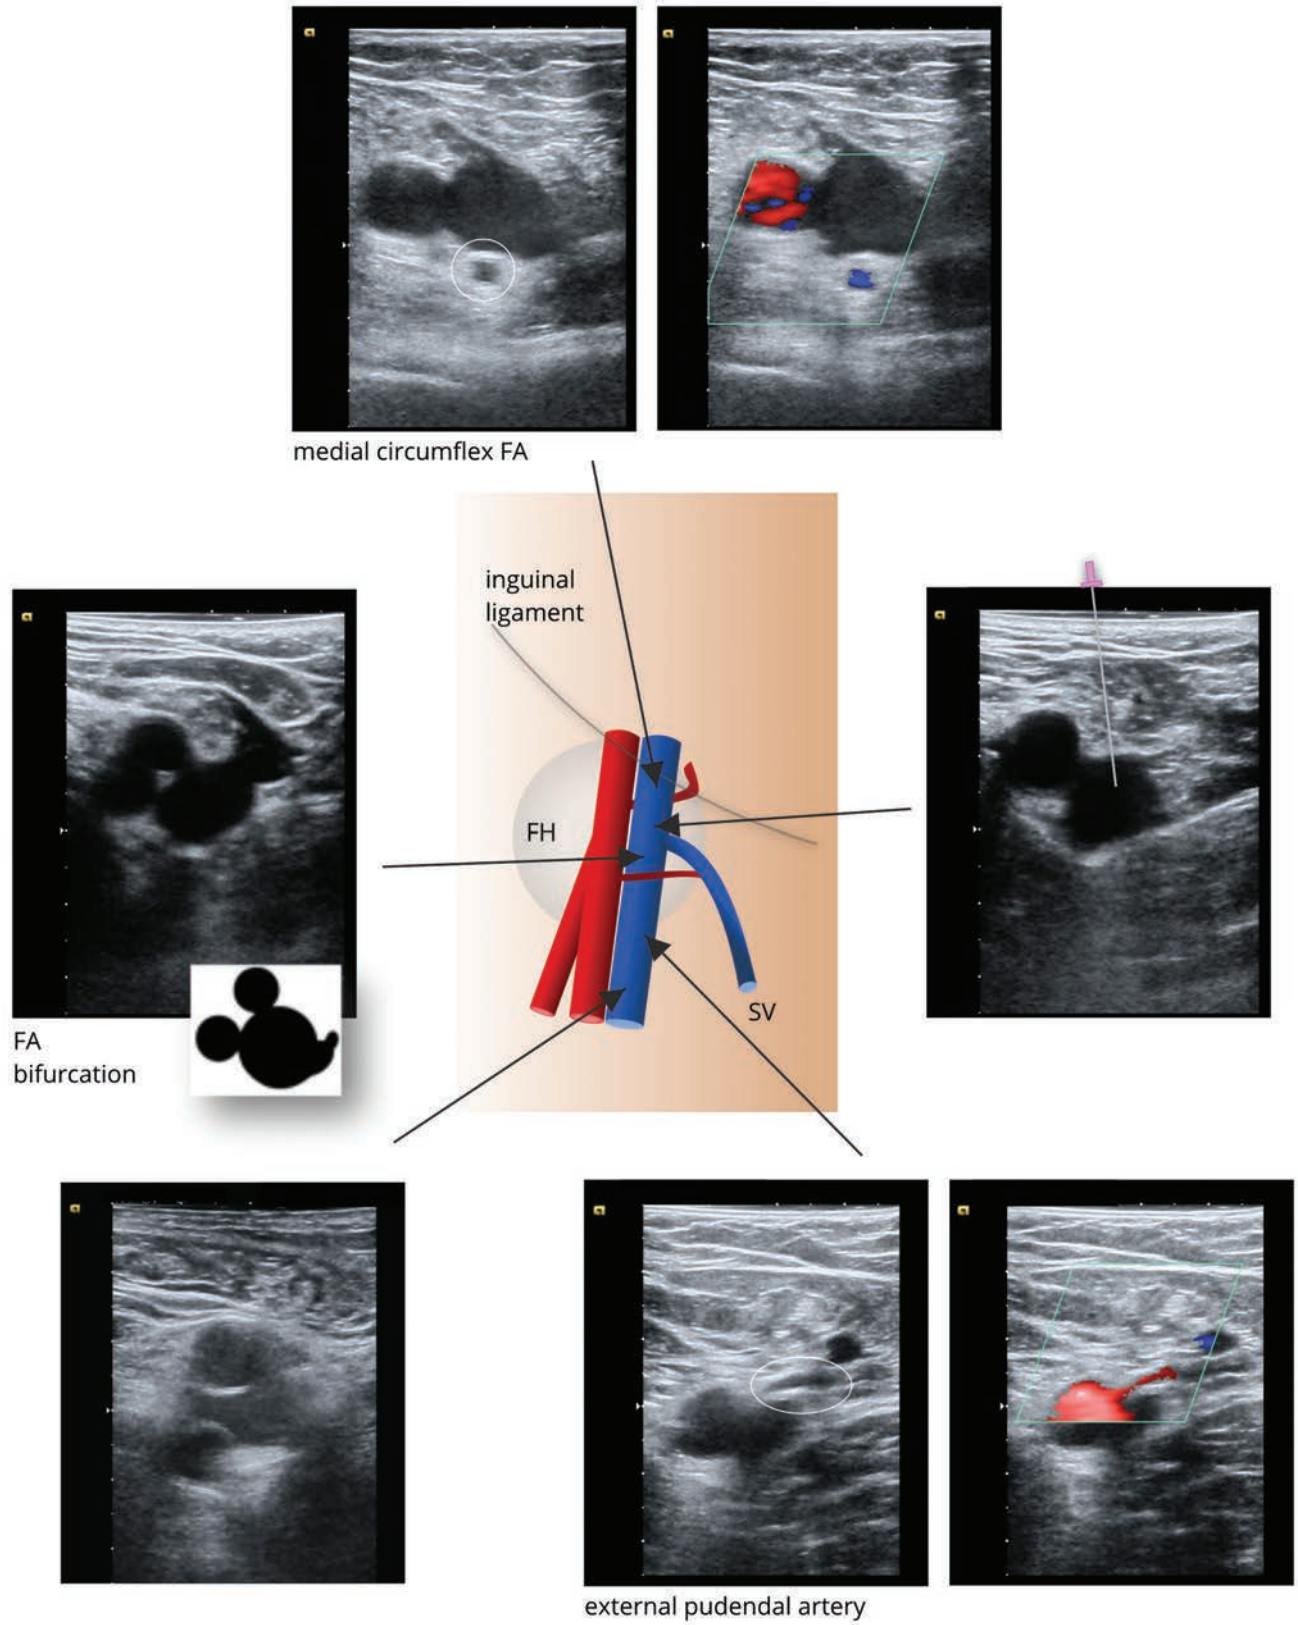 medial circumflex FA
inguinal
ligament
FH
FA
bifurcation
SV
external pudendal artery